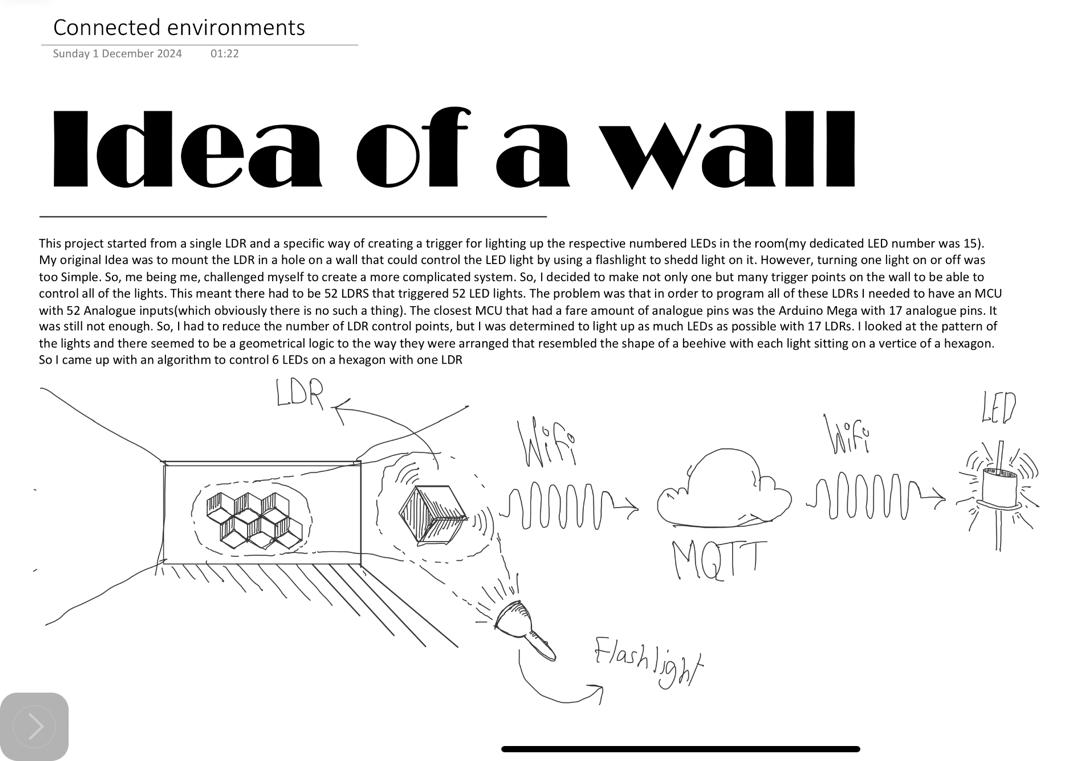 Connected environments
Sunday 1 December 2024 01:22
Idea of a wall
This project started from a single LDR and a specific way of creating a trigger for lighting up the respective numbered LEDs in the room(my dedicated LED number was 15).
My original Idea was to mount the LDR in a hole on a wall that could control the LED light by using a flashlight to shedd light on it. However, turning one light on or off was
too Simple. So, me being me, challenged myself to create a more complicated system. So, I decided to make not only one but many trigger points on the wall to be able to
control all of the lights. This meant there had to be 52 LDRS that triggered 52 LED lights. The problem was that in order to program all of these LDRs I needed to have an MCU
with 52 Analogue inputs(which obviously there is no such a thing). The closest MCU that had a fare amount of analogue pins was the Arduino Mega with 17 analogue pins. It
was still not enough. So, I had to reduce the number of LDR control points, but I was determined to light up as much LEDs as possible with 17 LDRs. I looked at the pattern of
the lights and there seemed to be a geometrical logic to the way they were arranged that resembled the shape of a beehive with each light sitting on a vertice of a hexagon.
So I came up with an algorithm to control 6 LEDs on a hexagon with one LDR
LDR
WiFi
WiFi
LED
MQTT
Flashlight